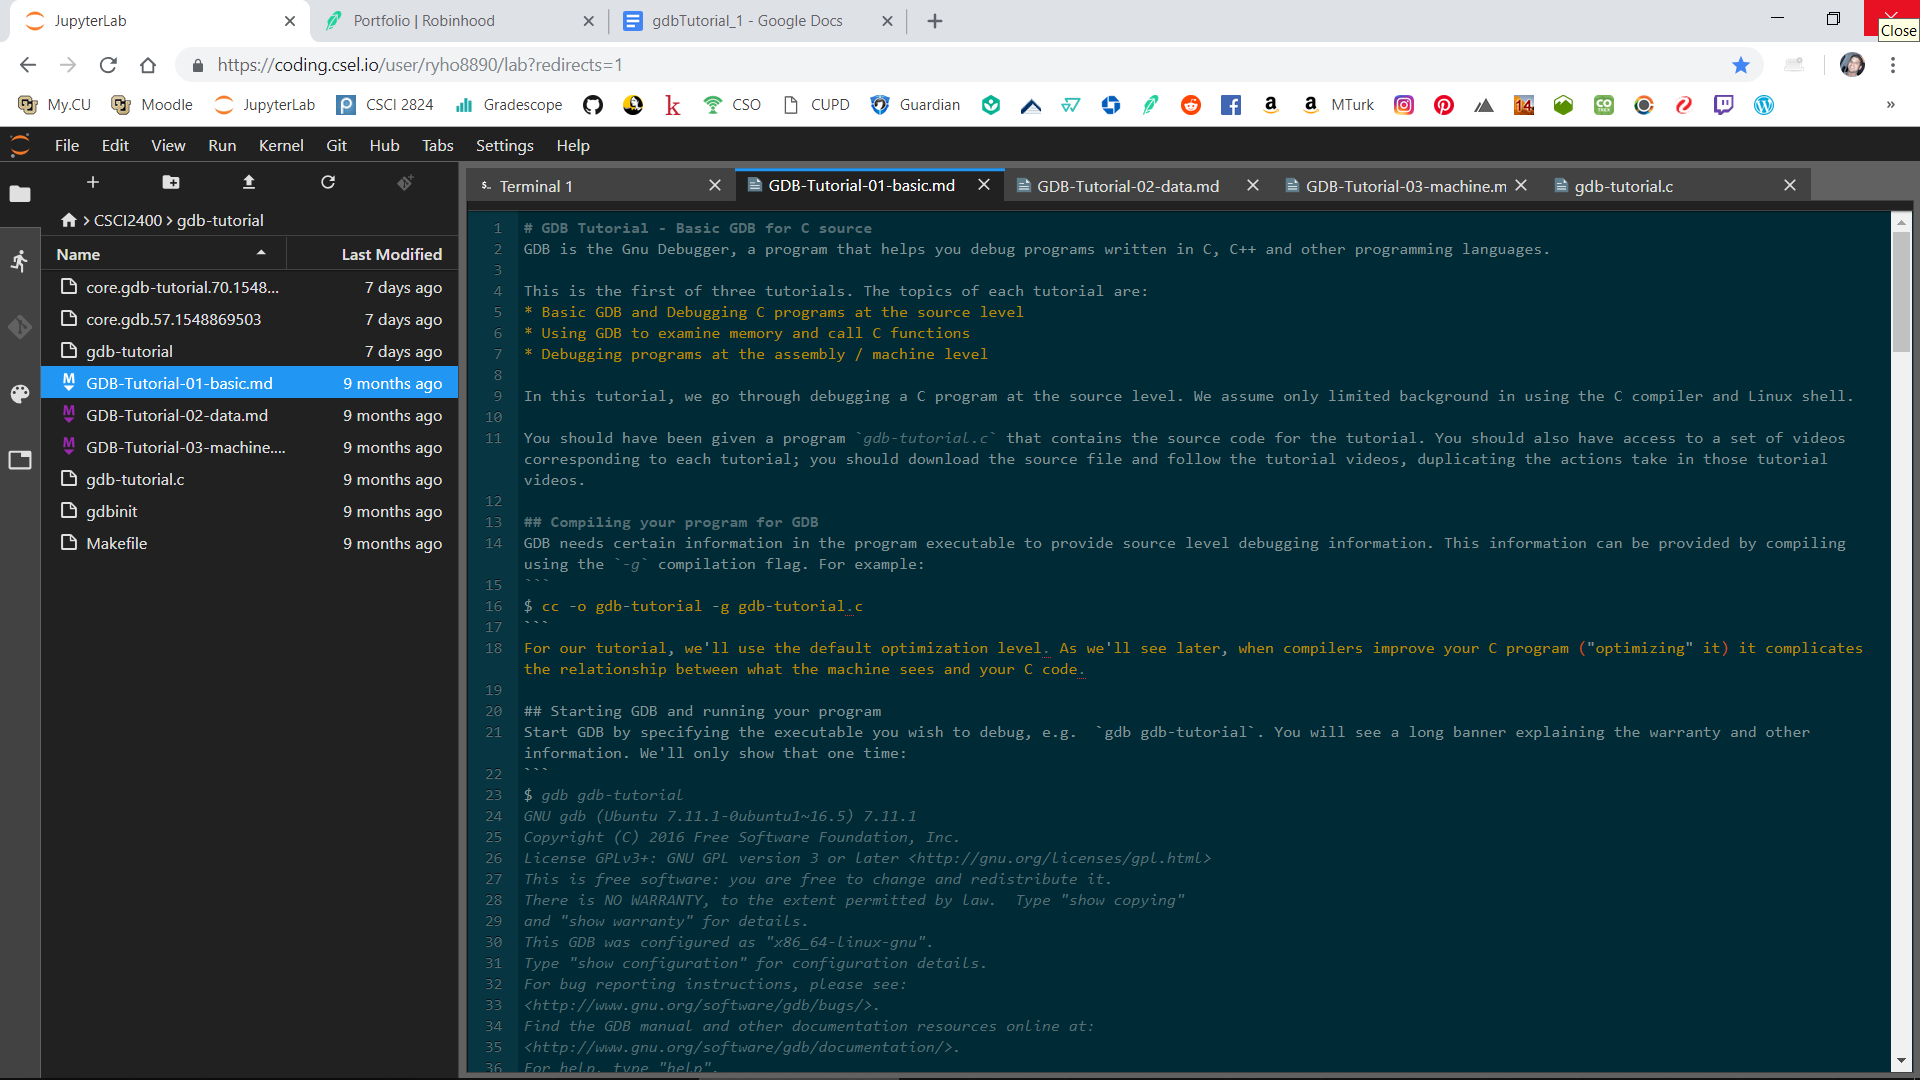 JupyterLab
Portfolio | Robinhood
gdbTutorial_1 - Google Docs
Close
https://coding.csel.io/user/ryho8890/lab?redirects=1
My.CU Moodle JupyterLab CSCI 2824 Gradescope CSO CUPD Guardian MTurk
File Edit View Run Kernel Git Hub Tabs Settings Help
Terminal 1
GDB-Tutorial-01-basic.md
GDB-Tutorial-02-data.md
GDB-Tutorial-03-machine.m
gdb-tutorial.c
CSCI2400 > gdb-tutorial
Name Last Modified
core.gdb-tutorial.70.1548... 7 days ago
core.gdb.57.1548869503 7 days ago
gdb-tutorial 7 days ago
GDB-Tutorial-01-basic.md 9 months ago
GDB-Tutorial-02-data.md 9 months ago
GDB-Tutorial-03-machine.... 9 months ago
gdb-tutorial.c 9 months ago
gdbinit 9 months ago
Makefile 9 months ago
1 # GDB Tutorial - Basic GDB for C source
2 GDB is the Gnu Debugger, a program that helps you debug programs written in C, C++ and other programming languages.
3
4 This is the first of three tutorials. The topics of each tutorial are:
5 * Basic GDB and Debugging C programs at the source level
6 * Using GDB to examine memory and call C functions
7 * Debugging programs at the assembly / machine level
8
9 In this tutorial, we go through debugging a C program at the source level. We assume only limited background in using the C compiler and Linux shell.
10
11 You should have been given a program `gdb-tutorial.c` that contains the source code for the tutorial. You should also have access to a set of videos
corresponding to each tutorial; you should download the source file and follow the tutorial videos, duplicating the actions take in those tutorial
videos.
12
13 ## Compiling your program for GDB
14 GDB needs certain information in the program executable to provide source level debugging information. This information can be provided by compiling
using the `-g` compilation flag. For example:
15 ```
16 $ cc -o gdb-tutorial -g gdb-tutorial.c
17 ```
18 For our tutorial, we'll use the default optimization level. As we'll see later, when compilers improve your C program ("optimizing" it) it complicates
the relationship between what the machine sees and your C code.
19
20 ## Starting GDB and running your program
21 Start GDB by specifying the executable you wish to debug, e.g.  `gdb gdb-tutorial`. You will see a long banner explaining the warranty and other
information. We'll only show that one time:
22 ```
23 $ gdb gdb-tutorial
24 GNU gdb (Ubuntu 7.11.1-0ubuntu1~16.5) 7.11.1
25 Copyright (C) 2016 Free Software Foundation, Inc.
26 License GPLv3+: GNU GPL version 3 or later <http://gnu.org/licenses/gpl.html>
27 This is free software: you are free to change and redistribute it.
28 There is NO WARRANTY, to the extent permitted by law.  Type "show copying"
29 and "show warranty" for details.
30 This GDB was configured as "x86_64-linux-gnu".
31 Type "show configuration" for configuration details.
32 For bug reporting instructions, please see:
33 <http://www.gnu.org/software/gdb/bugs/>.
34 Find the GDB manual and other documentation resources online at:
35 <http://www.gnu.org/software/gdb/documentation/>.
36 For help, type "help".